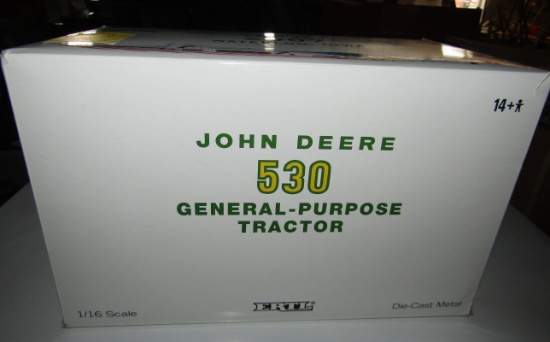 14+
JOHN DEERE
530
GENERAL-PURPOSE
TRACTOR
ERTL
1/16 Scale
Die-Cast Metal